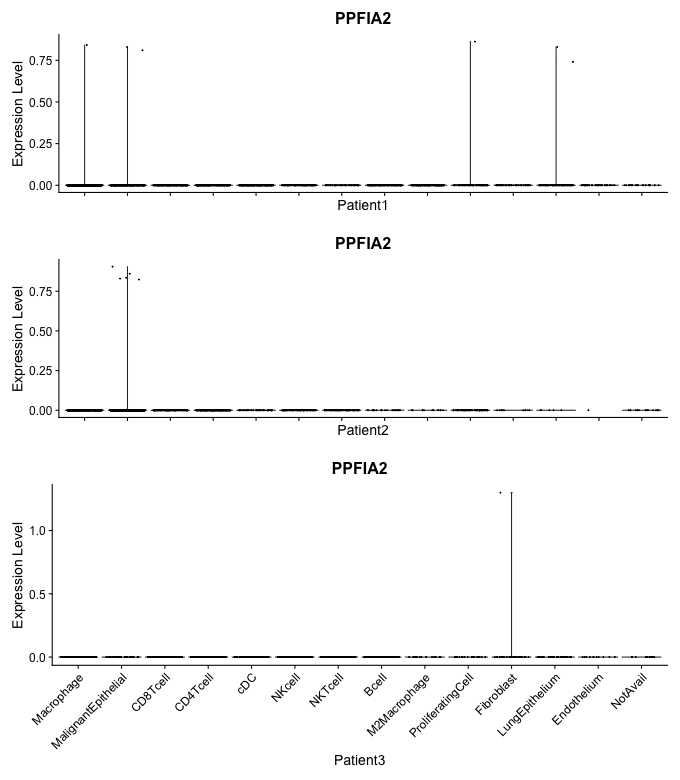 PPFIA2
Expression Level
0.75
0.50
0.25
0.00
Patient1
PPFIA2
Expression Level
0.75
0.50
0.25
0.00
Patient2
PPFIA2
Expression Level
1.0
0.5
0.0
Macrophage
MalignantEpithelial
CD8Tcell
CD4Tcell
cDC
NKcell
NKTcell
Bcell
M2Macrophage
ProliferatingCell
Fibroblast
LungEpithelium
Endothelium
NotAvail
Patient3